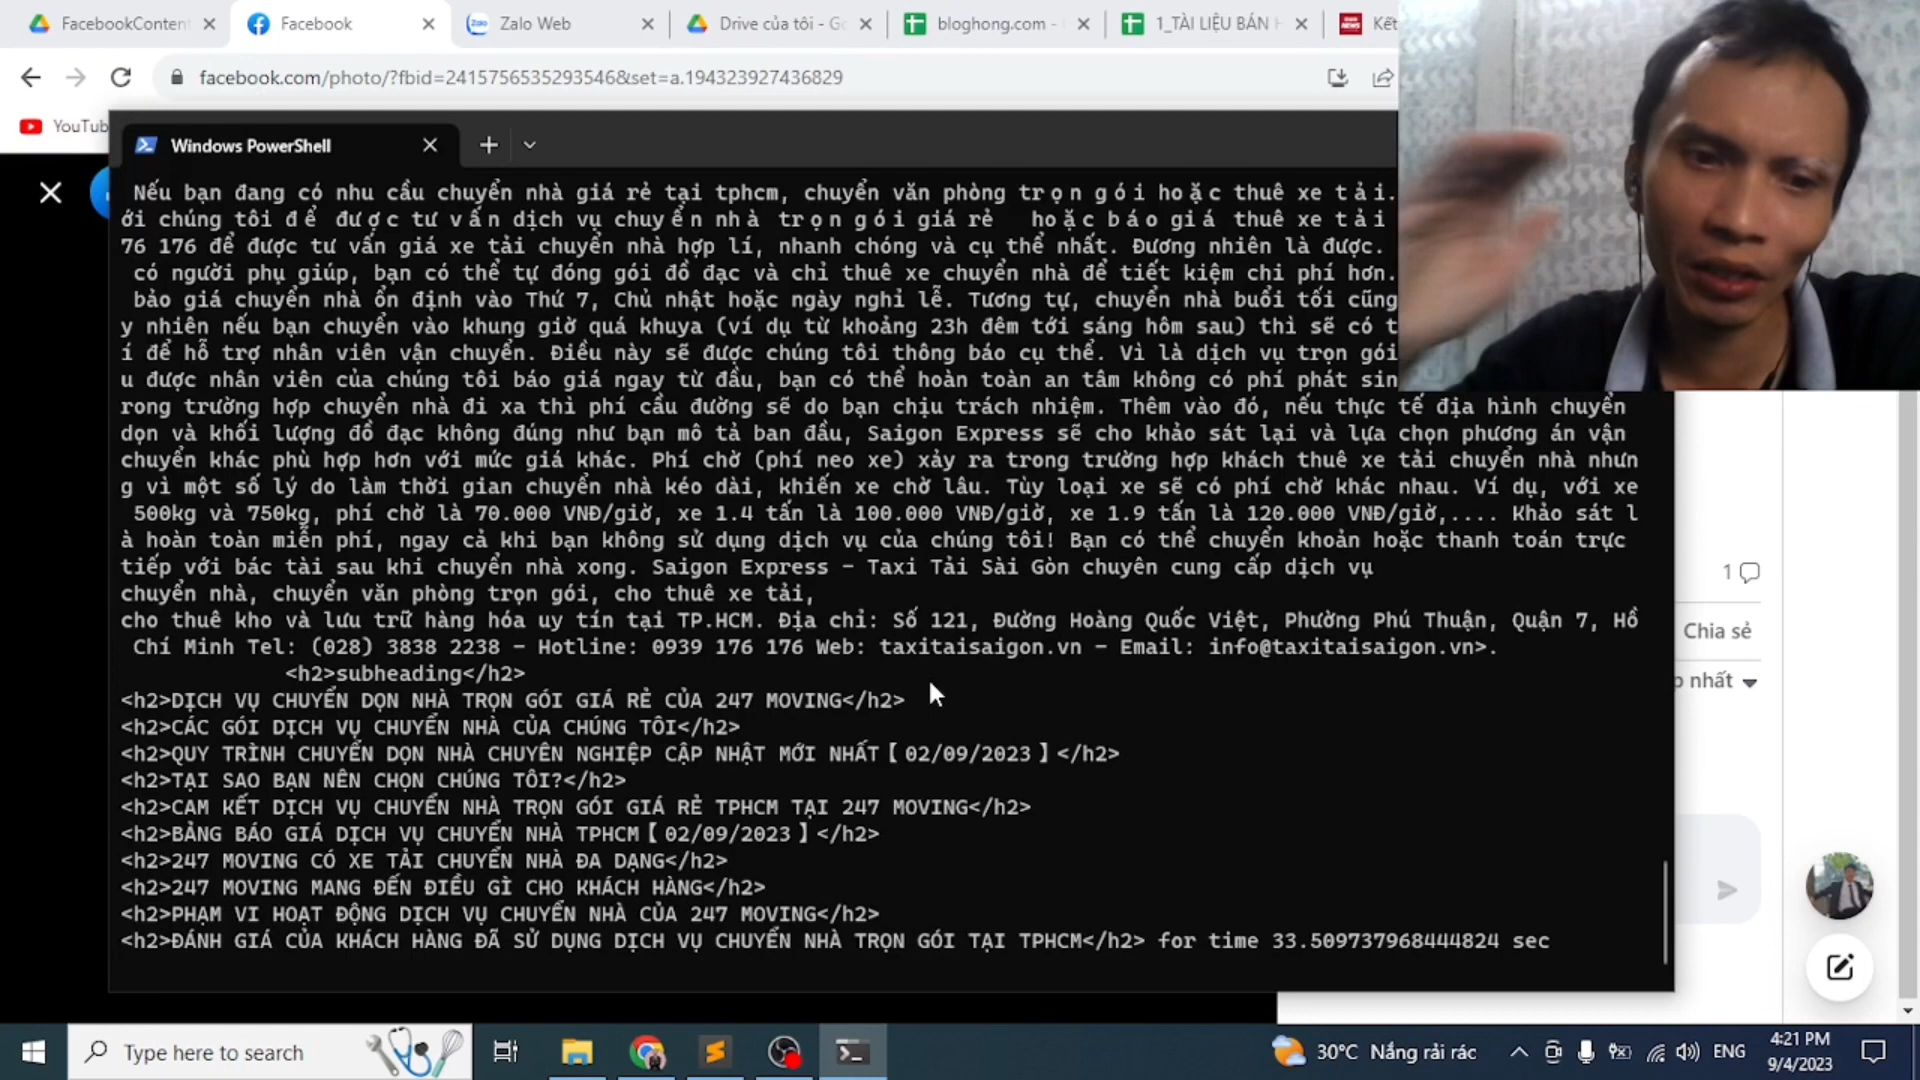 FacebookContent
Facebook
Zalo Web
Drive của tôi - Go
bloghong.com -
1_TÀI LIỆU BÁN H
Kết
facebook.com/photo/?fbid=2415756535293546&set=a.194323927436829
YouTub
Windows PowerShell
Nếu bạn đang có nhu cầu chuyển nhà giá rẻ tại tphcm, chuyển văn phòng trọn gói hoặc thuê xe tải.
ới chúng tôi để được tư vấn dịch vụ chuyển nhà trọn gói giá rẻ hoặc báo giá thuê xe tải
76 176 để được tư vấn giá xe tải chuyển nhà hợp lí, nhanh chóng và cụ thể nhất. Đương nhiên là được.
có người phụ giúp, bạn có thể tự đóng gói đồ đạc và chỉ thuê xe chuyển nhà để tiết kiệm chi phí hơn.
bảo giá chuyển nhà ổn định vào Thứ 7, Chủ nhật hoặc ngày nghỉ lễ. Tương tự, chuyển nhà buổi tối cũng
y nhiên nếu bạn chuyển vào khung giờ quá khuya (ví dụ từ khoảng 23h đêm tới sáng hôm sau) thì sẽ có t
í để hỗ trợ nhân viên vận chuyển. Điều này sẽ được chúng tôi thông báo cụ thể. Vì là dịch vụ trọn gói
u được nhân viên của chúng tôi báo giá ngay từ đầu, bạn có thể hoàn toàn an tâm không có phí phát sin
rong trường hợp chuyển nhà đi xa thì phí cầu đường sẽ do bạn chịu trách nhiệm. Thêm vào đó, nếu thực tế địa hình chuyển
dọn và khối lượng đồ đạc không đúng như bạn mô tả ban đầu, Saigon Express sẽ cho khảo sát lại và lựa chọn phương án vận
chuyển khác phù hợp hơn với mức giá khác. Phí chờ (phí neo xe) xảy ra trong trường hợp khách thuê xe tải chuyển nhà nhưn
g vì một số lý do làm thời gian chuyển nhà kéo dài, khiến xe chờ lâu. Tùy loại xe sẽ có phí chờ khác nhau. Ví dụ, với xe
500kg và 750kg, phí chờ là 70.000 VNĐ/giờ, xe 1.4 tấn là 100.000 VNĐ/giờ, xe 1.9 tấn là 120.000 VNĐ/giờ,.... Khảo sát l
à hoàn toàn miễn phí, ngay cả khi bạn không sử dụng dịch vụ của chúng tôi! Bạn có thể chuyển khoản hoặc thanh toán trực
tiếp với bác tài sau khi chuyển nhà xong. Saigon Express – Taxi Tải Sài Gòn chuyên cung cấp dịch vụ
chuyển nhà, chuyển văn phòng trọn gói, cho thuê xe tải,
cho thuê kho và lưu trữ hàng hóa uy tín tại TP.HCM. Địa chỉ: Số 121, Đường Hoàng Quốc Việt, Phường Phú Thuận, Quận 7, Hồ
Chí Minh Tel: (028) 3838 2238 – Hotline: 0939 176 176 Web: taxitaisaigon.vn – Email: info@taxitaisaigon.vn>.
<h2>subheading</h2>
<h2>DỊCH VỤ CHUYỂN DỌN NHÀ TRỌN GÓI GIÁ RẺ CỦA 247 MOVING</h2>
<h2>CÁC GÓI DỊCH VỤ CHUYỂN NHÀ CỦA CHÚNG TÔI</h2>
<h2>QUY TRÌNH CHUYỂN DỌN NHÀ CHUYÊN NGHIỆP CẬP NHẬT MỚI NHẤT【02/09/2023】</h2>
<h2>TẠI SAO BẠN NÊN CHỌN CHÚNG TÔI?</h2>
<h2>CAM KẾT DỊCH VỤ CHUYỂN NHÀ TRỌN GÓI GIÁ RẺ TPHCM TẠI 247 MOVING</h2>
<h2>BẢNG BÁO GIÁ DỊCH VỤ CHUYỂN NHÀ TPHCM【02/09/2023】</h2>
<h2>247 MOVING CÓ XE TẢI CHUYỂN NHÀ ĐA DẠNG</h2>
<h2>247 MOVING MANG ĐẾN ĐIỀU GÌ CHO KHÁCH HÀNG</h2>
<h2>PHẠM VI HOẠT ĐỘNG DỊCH VỤ CHUYỂN NHÀ CỦA 247 MOVING</h2>
<h2>ĐÁNH GIÁ CỦA KHÁCH HÀNG ĐÃ SỬ DỤNG DỊCH VỤ CHUYỂN NHÀ TRỌN GÓI TẠI TPHCM</h2> for time 33.509737968444824 sec
1
Chia sẻ
nhất
Type here to search
30°C Nắng rải rác
ENG
4:21 PM
9/4/2023